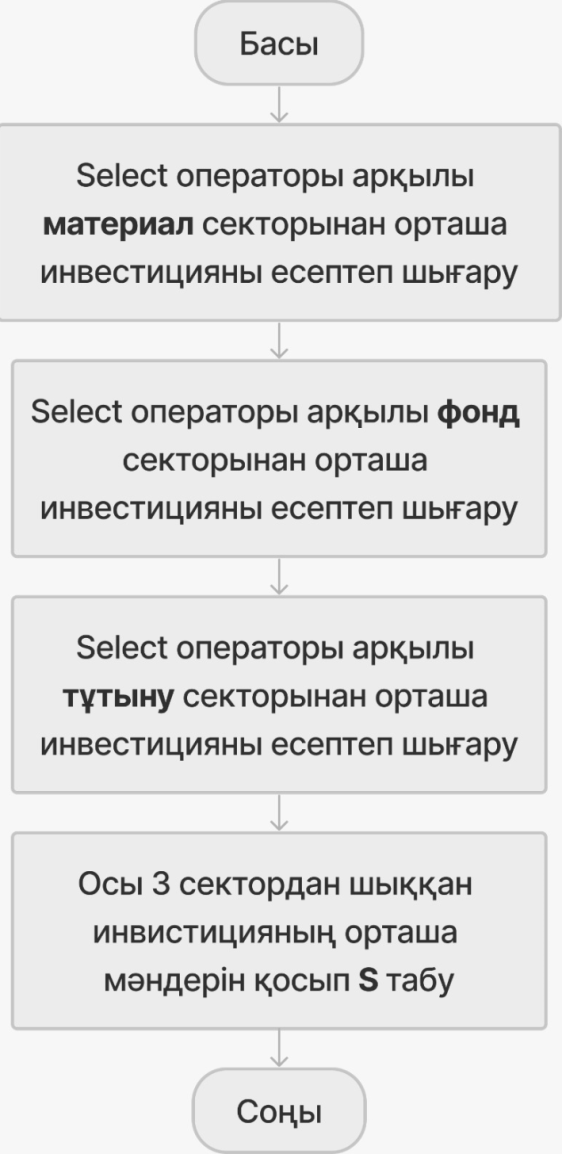 Басы
Select операторы арқылы
материал секторынан орташа
инвестицияны есептеп шығару
Select операторы арқылы фонд
секторынан орташа
инвестицияны есептеп шығару
Select операторы арқылы
тұтыну секторынан орташа
инвестицияны есептеп шығару
Осы 3 сектордан шыққан
инвистицияның орташа
мәндерін қосып S табу
Соңы